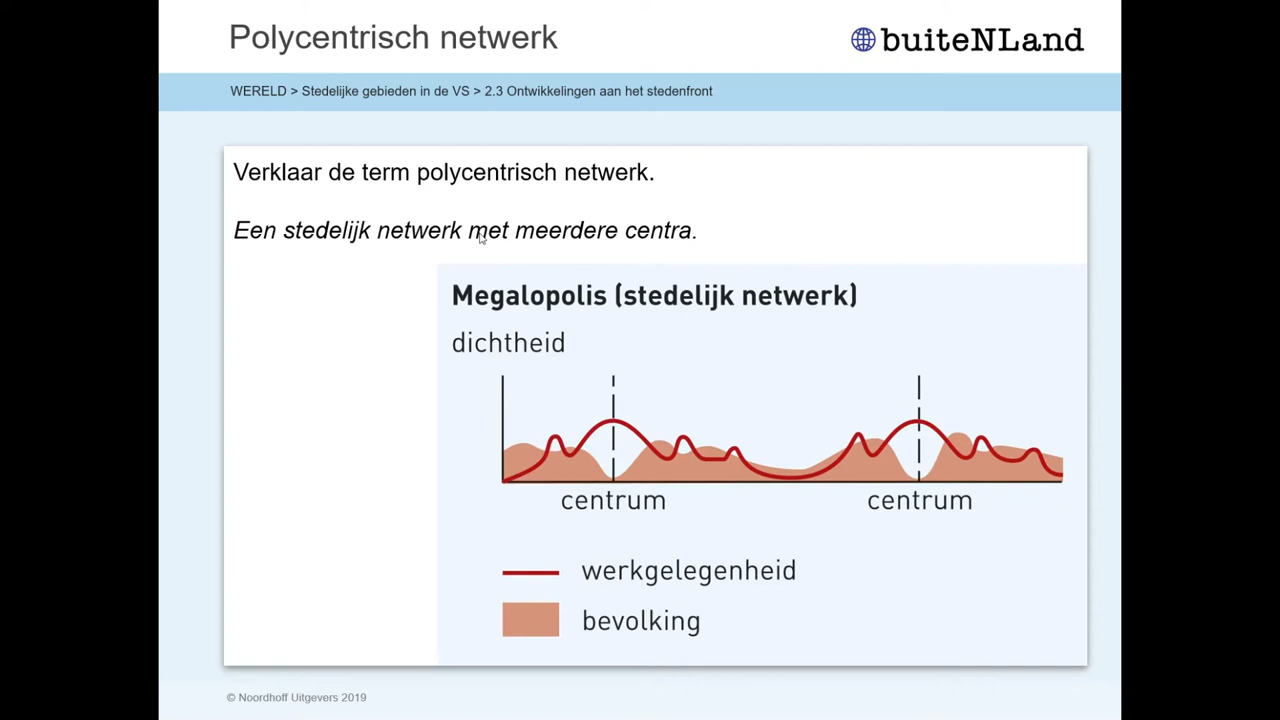 Polycentrisch netwerk
buiteNLand
WERELD > Stedelijke gebieden in de VS > 2.3 Ontwikkelingen aan het stedenfront
Verklaar de term polycentrisch netwerk.
Een stedelijk netwerk met meerdere centra.
Megalopolis (stedelijk netwerk)
dichtheid
centrum centrum
werkgelegenheid
bevolking
© Noordhoff Uitgevers 2019